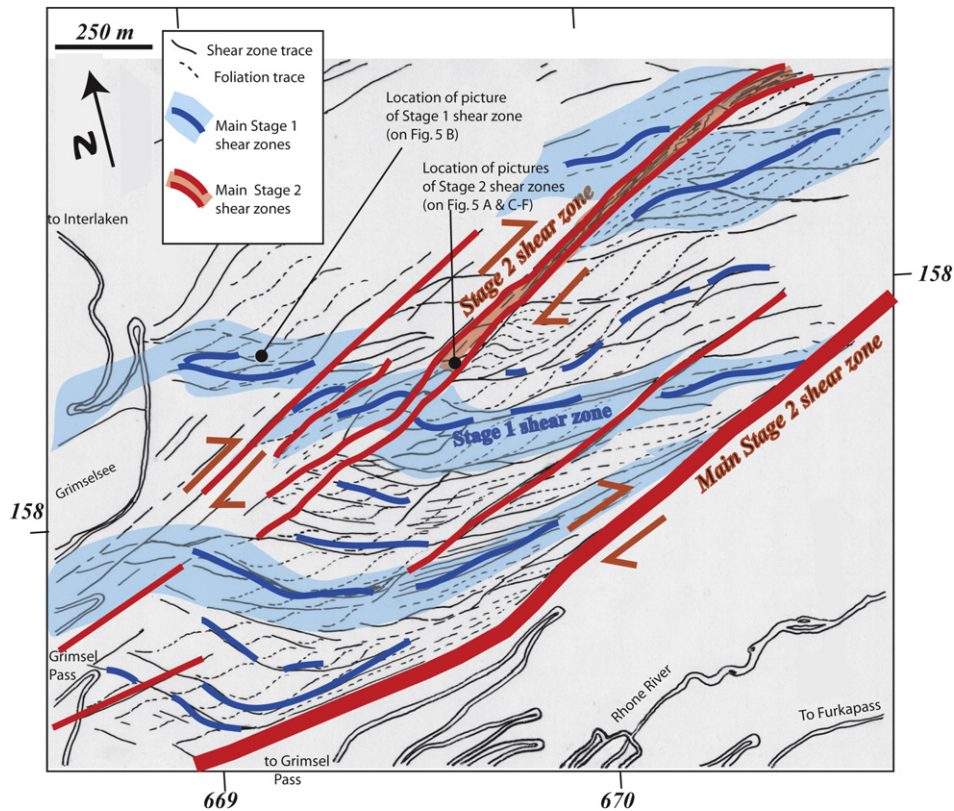 250 m
N
Shear zone trace
Foliation trace
Main Stage 1
shear zones
Main Stage 2
shear zones
Location of picture
of Stage 1 shear zone
(on Fig. 5 B)
Location of pictures
of Stage 2 shear zones
(on Fig. 5 A & C-F)
to Interlaken
Stage 2 shear zone
158
Stage 1 shear zone
Main Stage 2 shear zone
Grimselsee
158
Grimsel
Pass
Rhone River
To Furkapass
to Grimsel
Pass
669
670